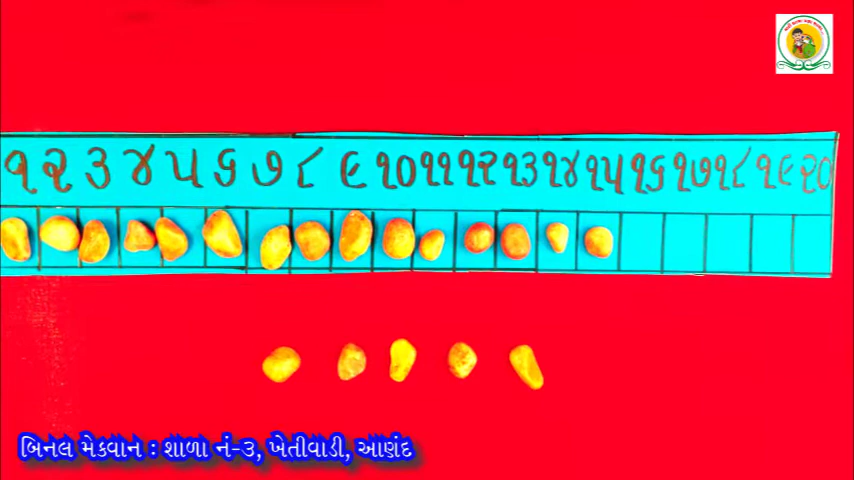 ૧ ૨ ૩ ૪ ૫ ૬ ૭ ૮ ૯ ૧૦ ૧૧ ૧૨ ૧૩ ૧૪ ૧૫ ૧૬ ૧૭ ૧૮ ૧૯ ૨૦
બિનલ મેકવાન : શાળા નં-૩, ખેતીવાડી, આણંદ